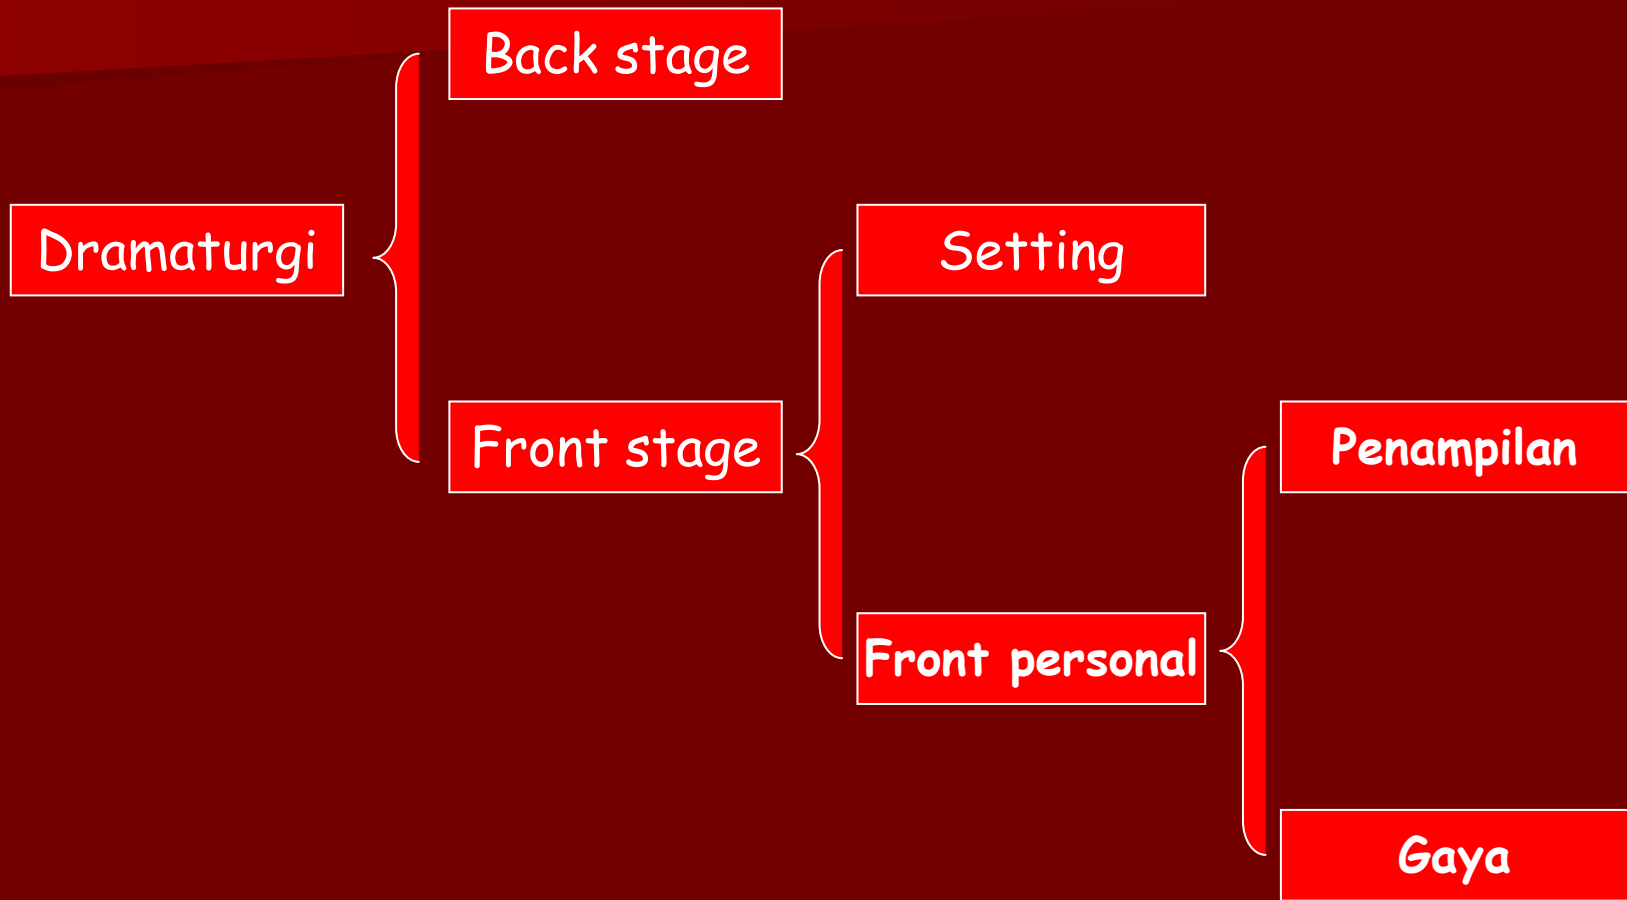 Back stage
Dramaturgi
Setting
Front stage
Penampilan
Front personal
Gaya